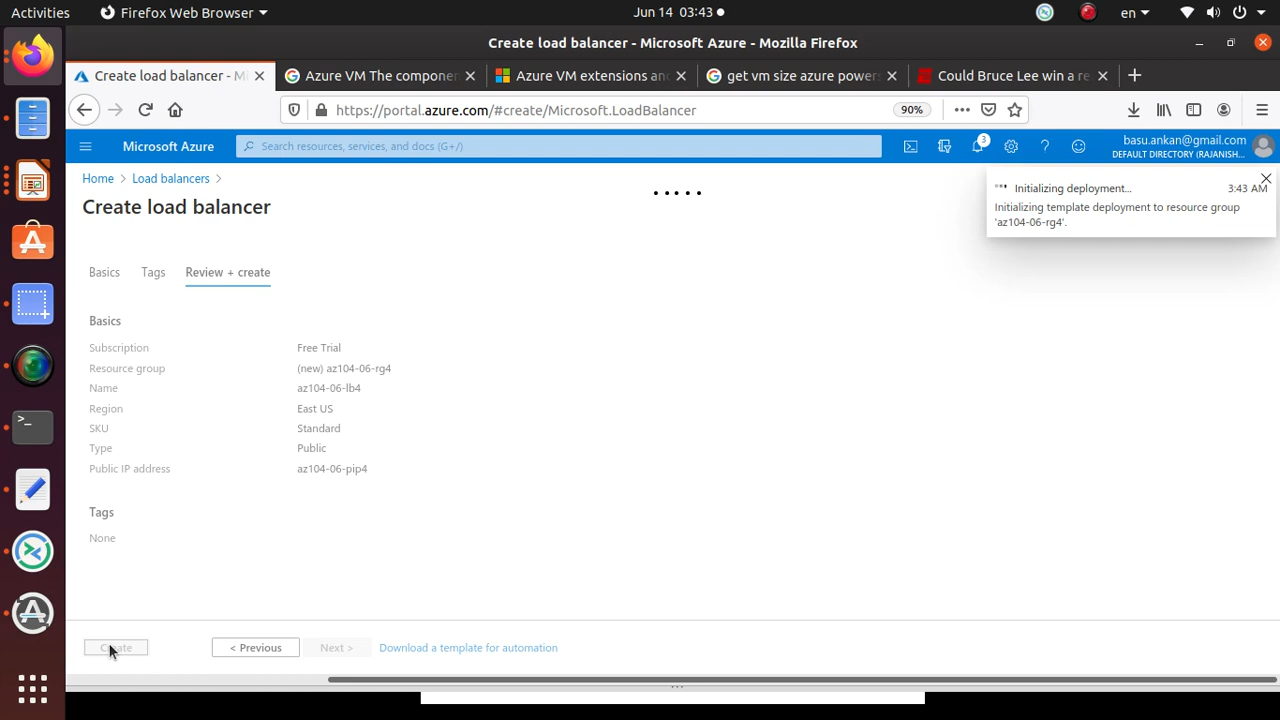 Activities Firefox Web Browser Jun 14 03:43 en
Create load balancer - Microsoft Azure - Mozilla Firefox
Create load balancer - Mi Azure VM The componen Azure VM extensions and get vm size azure powers Could Bruce Lee win a re
https://portal.azure.com/#create/Microsoft.LoadBalancer 90%
Microsoft Azure Search resources, services, and docs (G+/) 3 basu.ankan@gmail.com
DEFAULT DIRECTORY (RAJANISH...
Home > Load balancers >
Create load balancer
Initializing deployment... 3:43 AM
Initializing template deployment to resource group
'az104-06-rg4'.
Basics Tags Review + create
Basics
Subscription Free Trial
Resource group (new) az104-06-rg4
Name az104-06-lb4
Region East US
SKU Standard
Type Public
Public IP address az104-06-pip4
Tags
None
Create < Previous Next > Download a template for automation